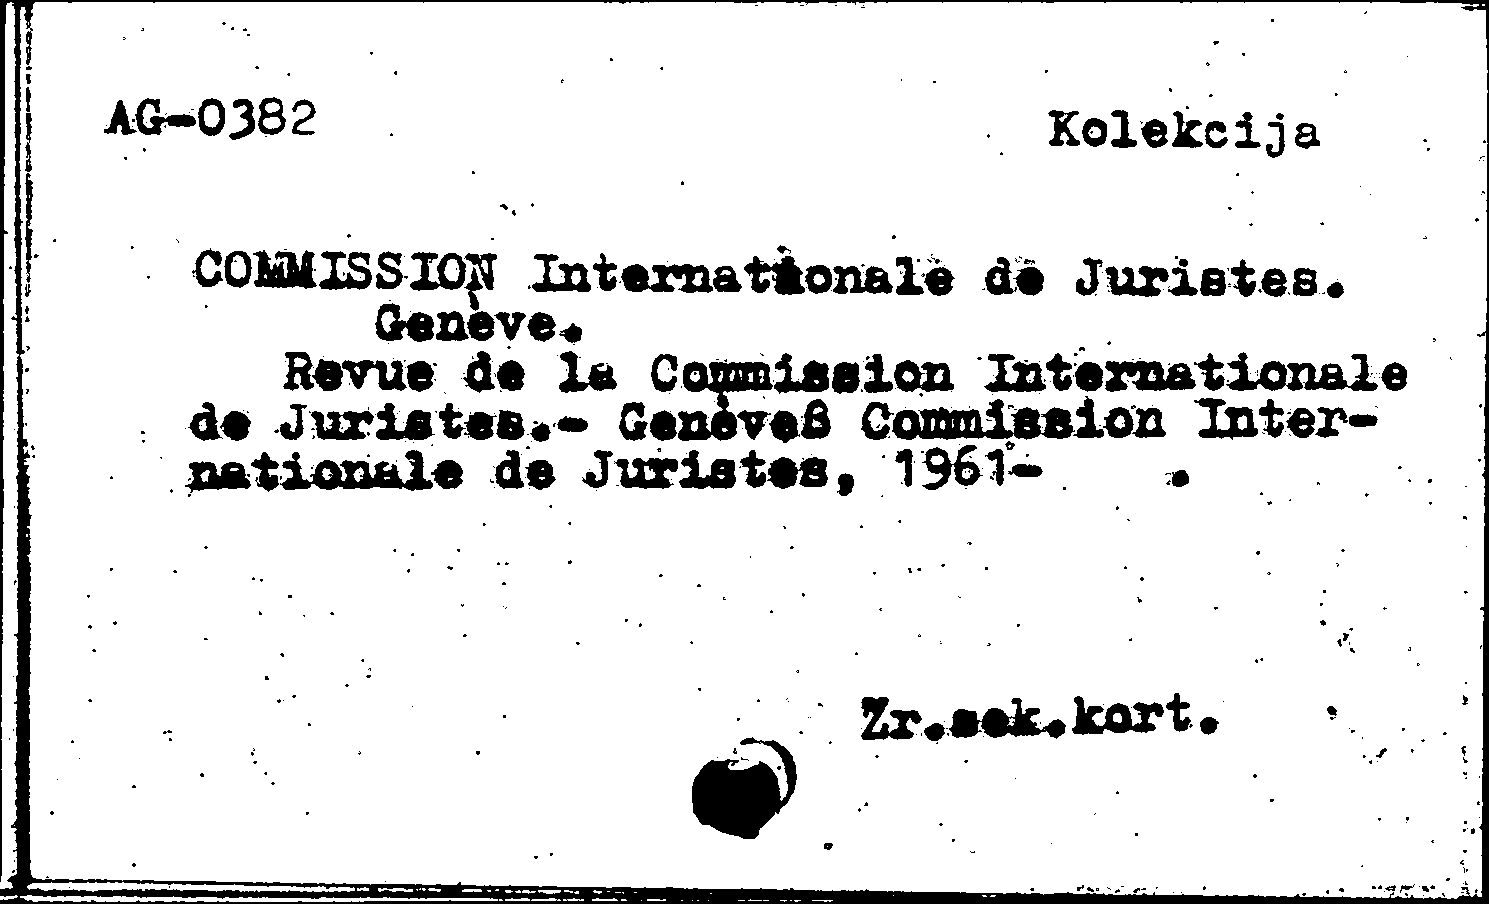 AG-0382
Kolekcija
COMMISSION Internationale de Juristes.
Genève.
Revue de la Commission Internationale
de Juristes.- Genèveß Commission Inter-
nationale de Juristes, 1961- .
Zr.sek.kart.